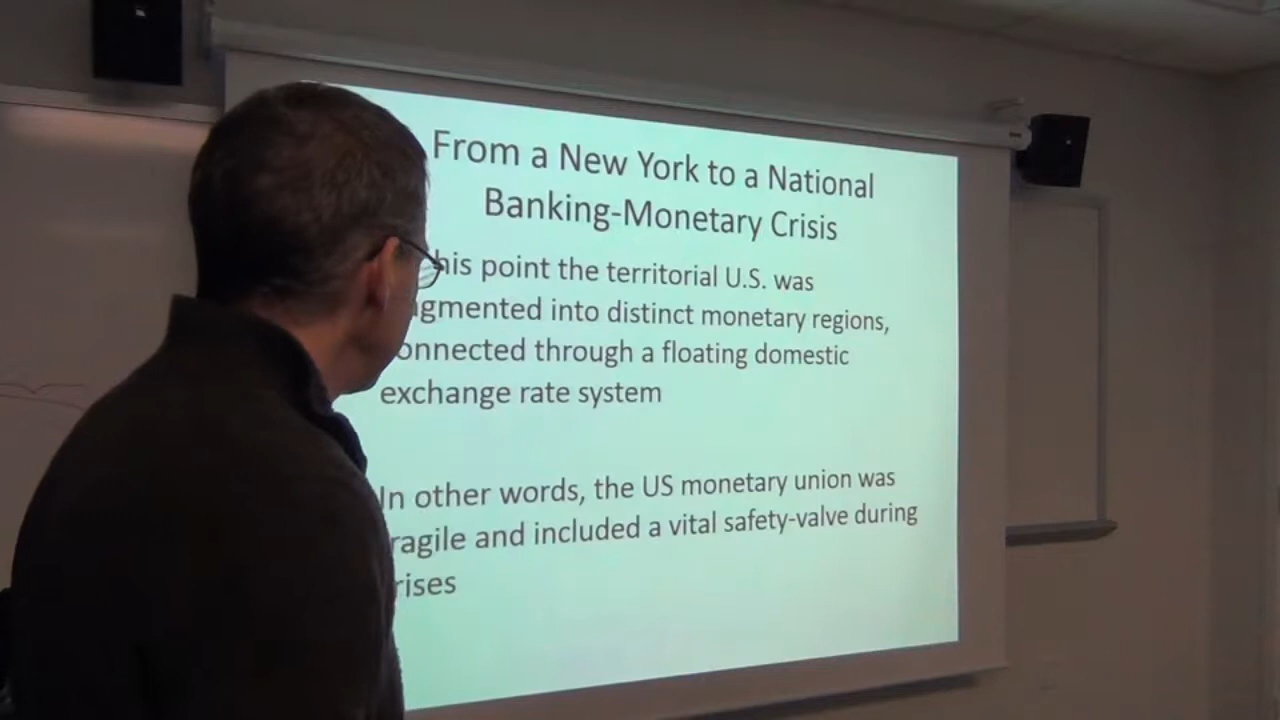 From a New York to a National
Banking-Monetary Crisis
his point the territorial U.S. was
gmented into distinct monetary regions,
onnected through a floating domestic
exchange rate system
In other words, the US monetary union was
ragile and included a vital safety-valve during
rises